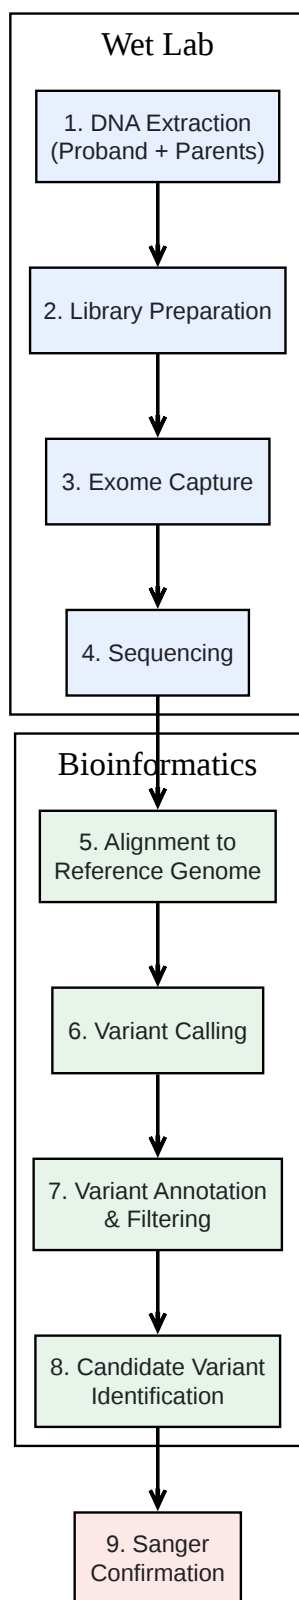 Wet Lab
1. DNA Extraction
(Proband + Parents)
2. Library Preparation
3. Exome Capture
4. Sequencing
Bioinformatics
5. Alignment to
Reference Genome
6. Variant Calling
7. Variant Annotation
& Filtering
8. Candidate Variant
Identification
9. Sanger
Confirmation